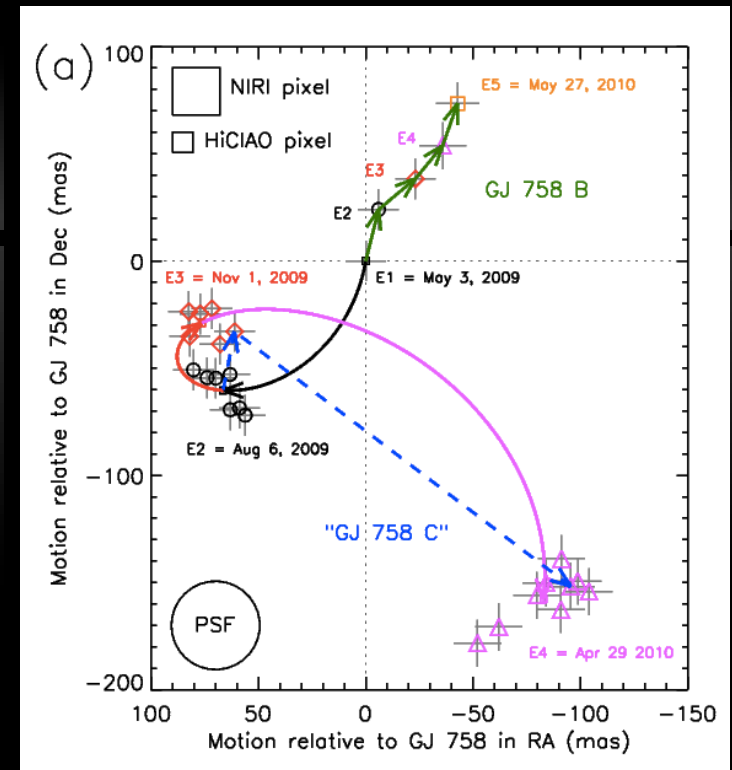 (a)
100
NIRI pixel
HiCIAO pixel
E5 = May 27, 2010
E4
E3
GJ 758 B
E2
0
E3 = Nov 1, 2009
E1 = May 3, 2009
E2 = Aug 6, 2009
−100
"GJ 758 C"
PSF
E4 = Apr 29 2010
−200
100 50 0 −50 −100 −150
Motion relative to GJ 758 in RA (mas)
Motion relative to GJ 758 in Dec (mas)